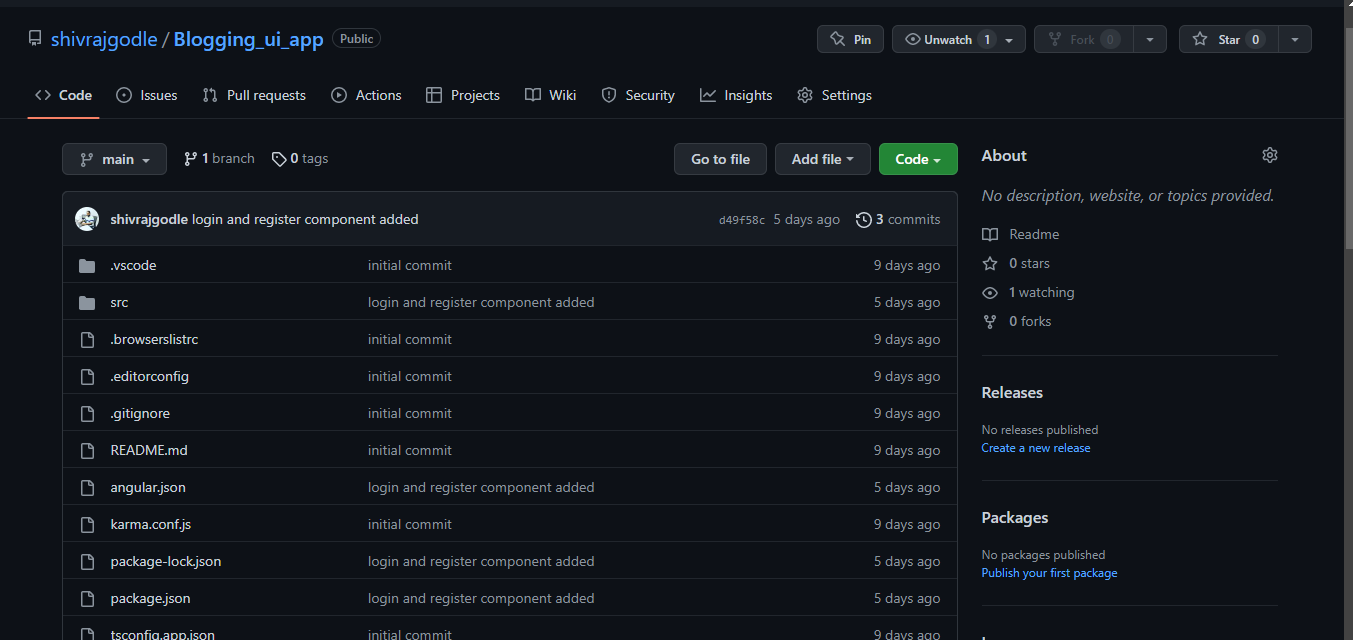 shivrajgodle / Blogging_ui_app Public
Pin
Unwatch 1
Fork 0
Star 0
Code
Issues
Pull requests
Actions
Projects
Wiki
Security
Insights
Settings
main
1 branch
0 tags
Go to file
Add file
Code
shivrajgodle login and register component added d49f58c 5 days ago 3 commits
.vscode initial commit 9 days ago
src login and register component added 5 days ago
.browserslistrc initial commit 9 days ago
.editorconfig initial commit 9 days ago
.gitignore initial commit 9 days ago
README.md initial commit 9 days ago
angular.json login and register component added 5 days ago
karma.conf.js initial commit 9 days ago
package-lock.json login and register component added 5 days ago
package.json login and register component added 5 days ago
tsconfig.app.json initial commit 9 days ago
About
No description, website, or topics provided.
Readme
0 stars
1 watching
0 forks
Releases
No releases published
Create a new release
Packages
No packages published
Publish your first package